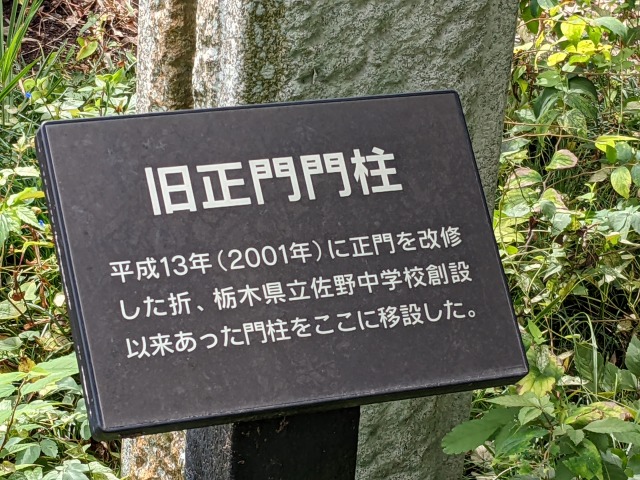 旧正門門柱
平成13年(2001年)に正門を改修
した折、栃木県立佐野中学校創設
以来あった門柱をここに移設した。